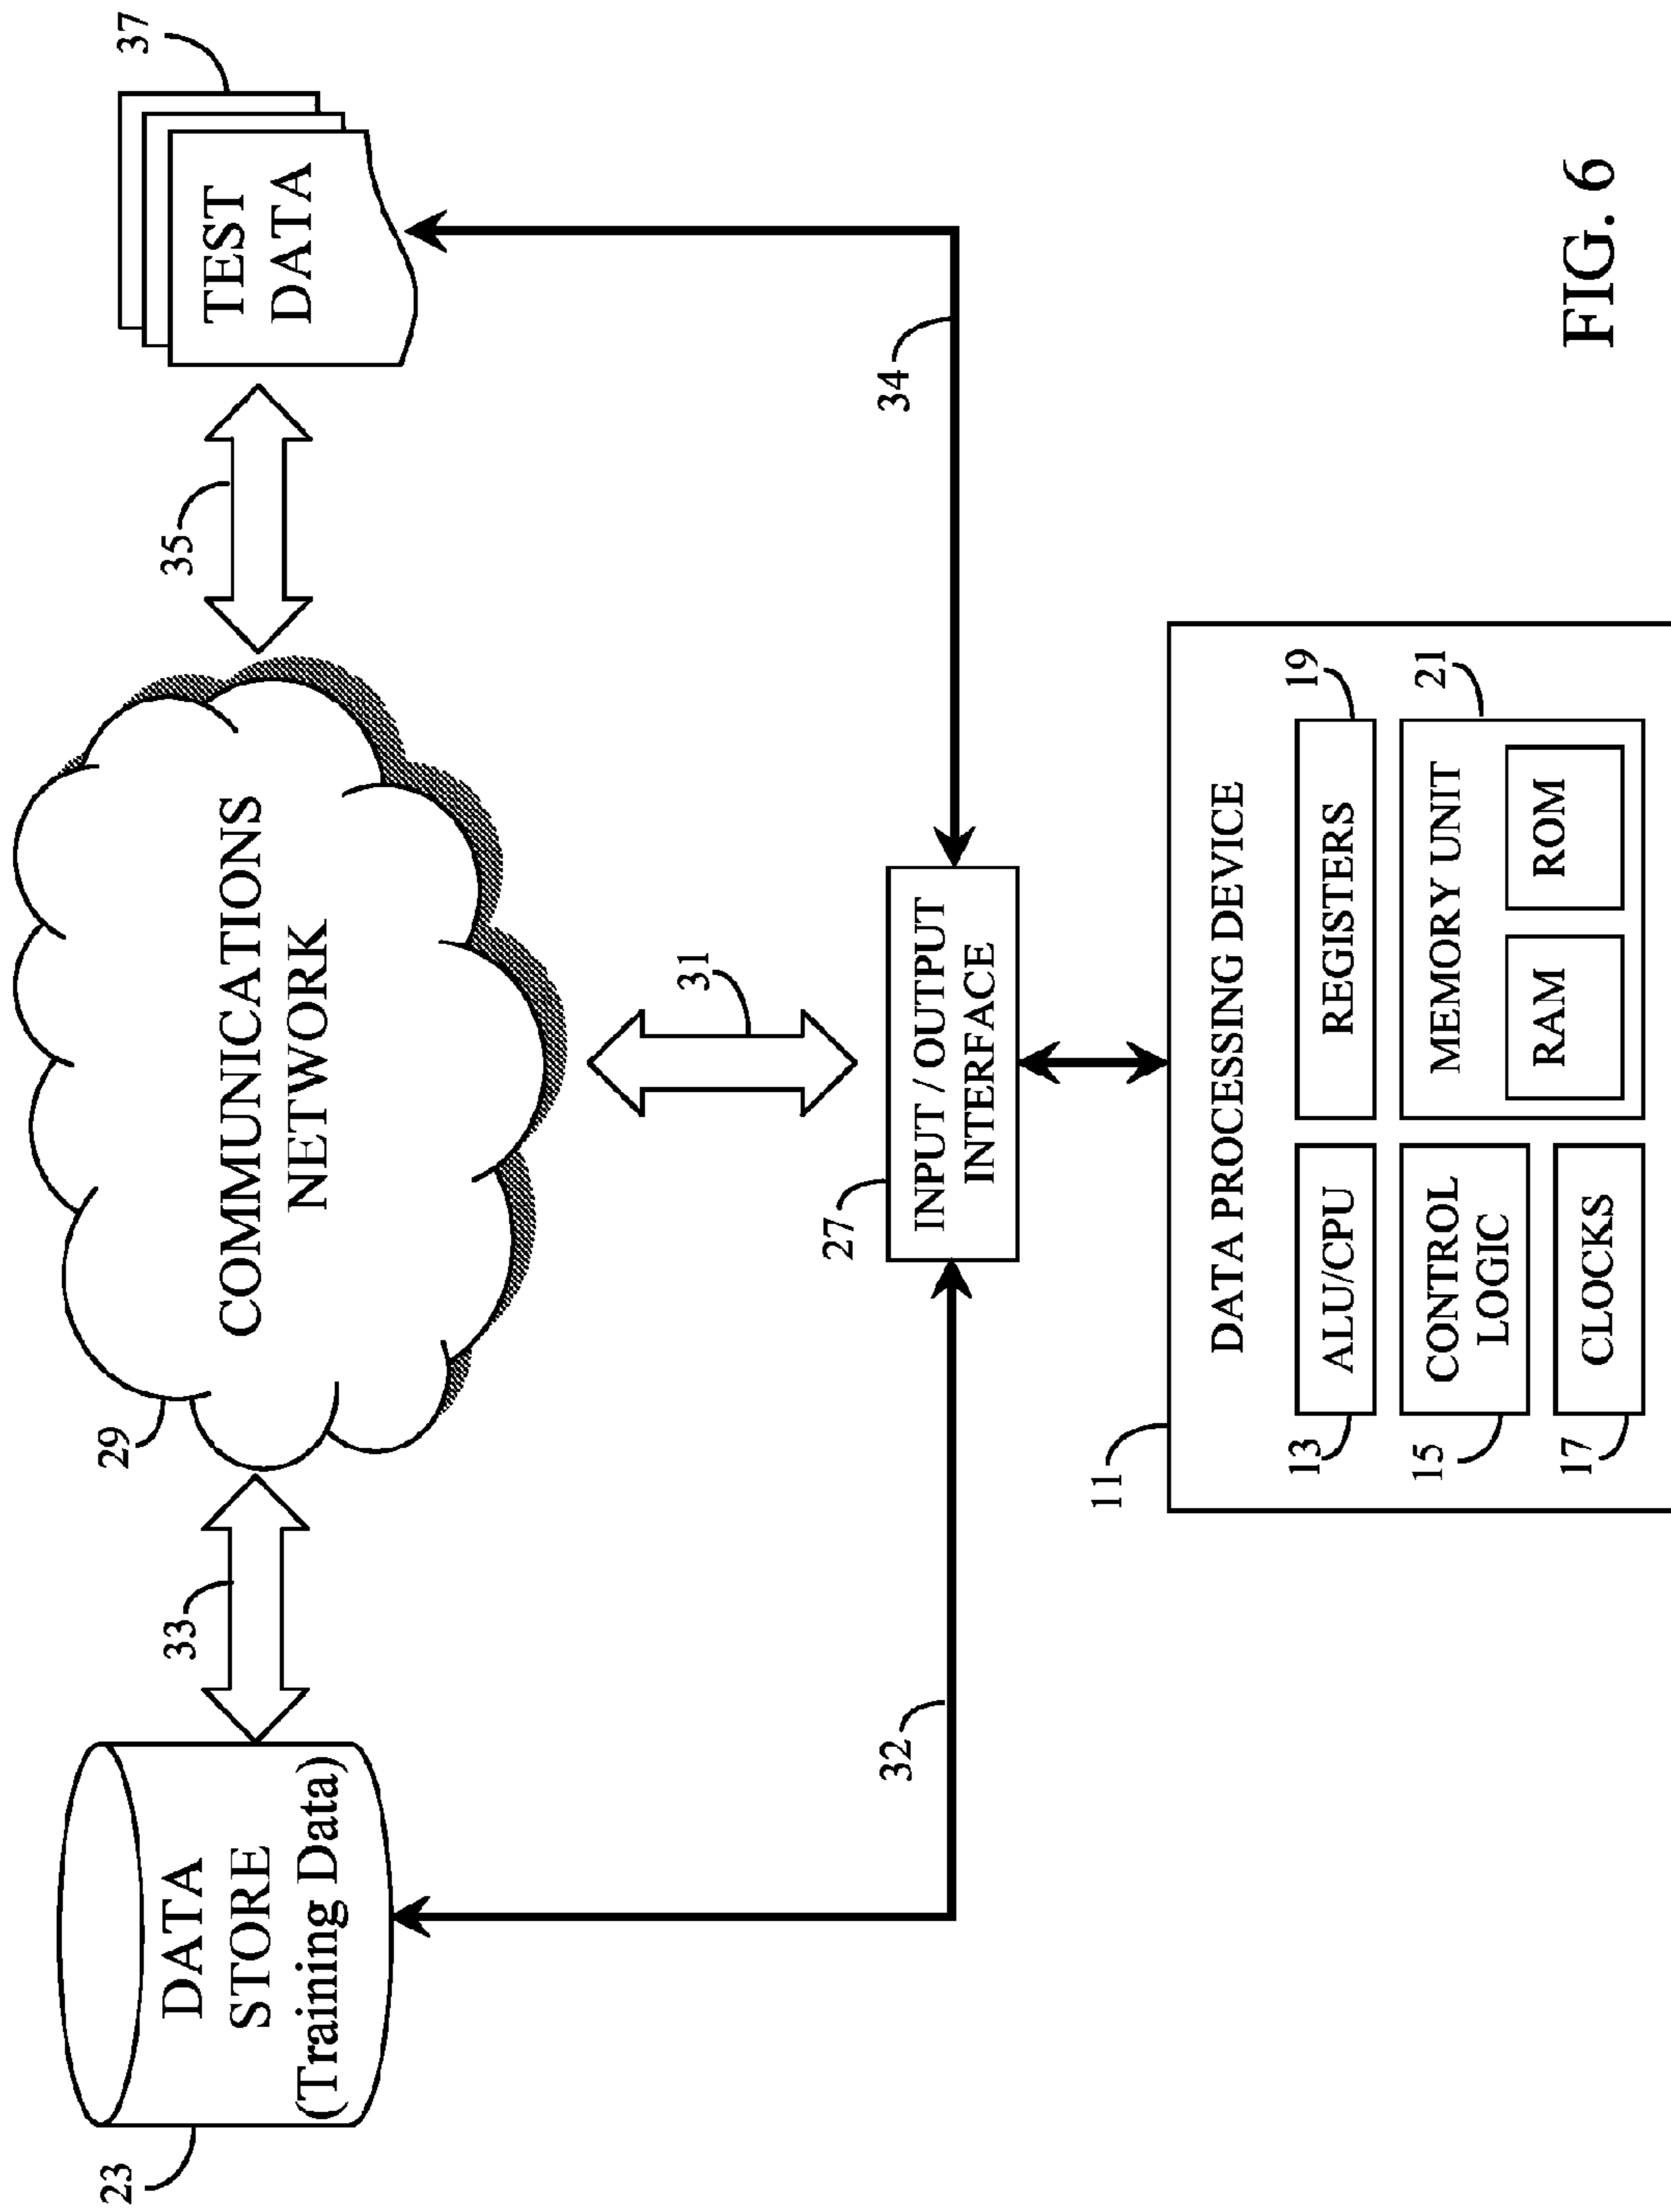 23
DATA
STORE
(Training Data)
33
29
COMMUNICATIONS
NETWORK
35
37
TEST
DATA
31
32
34
27
INPUT / OUTPUT
INTERFACE
11
DATA PROCESSING DEVICE
13
ALU/CPU
REGISTERS
19
15
CONTROL
LOGIC
MEMORY UNIT
21
RAM
ROM
17
CLOCKS
FIG. 6